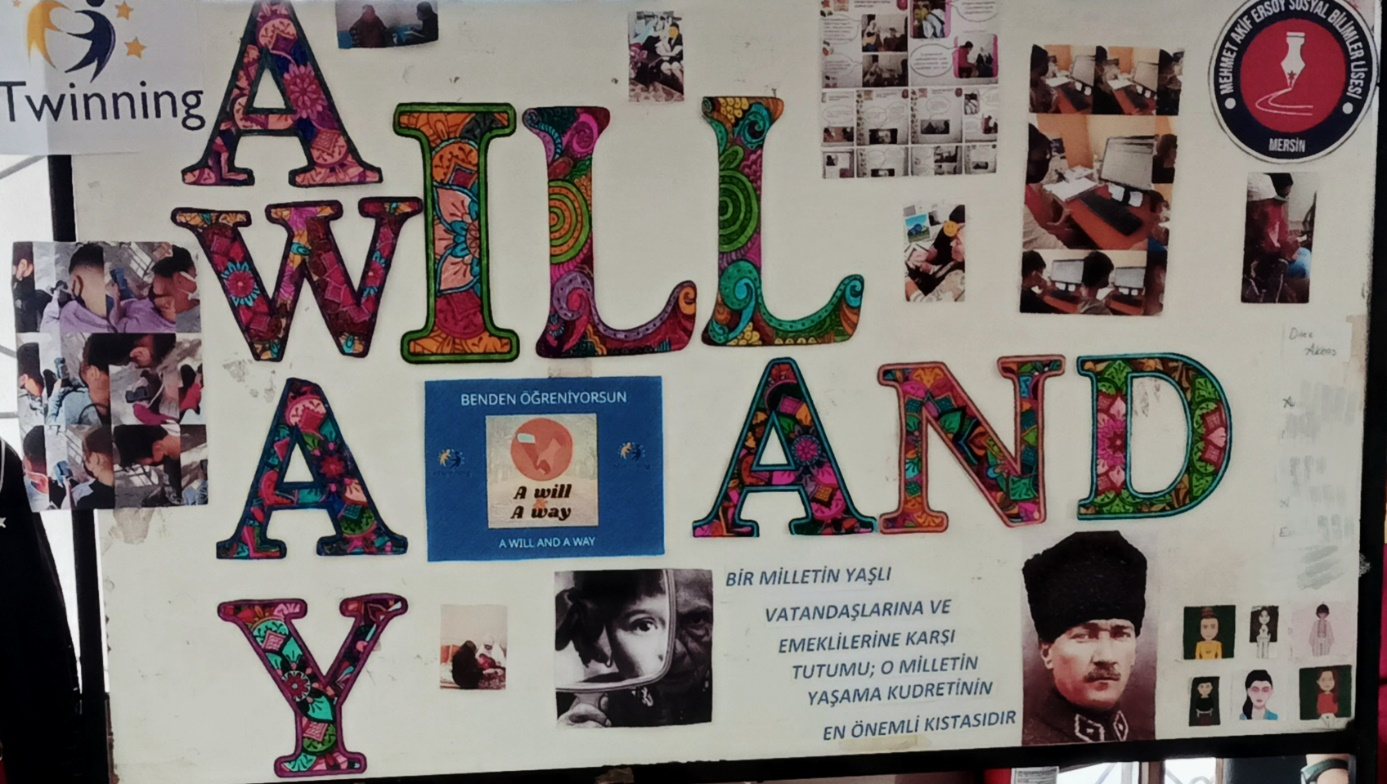 Twinning
MEHMET AKİF ERSOY SOSYAL BİLİMLER LİSESİ
MERSİN
A
WILL
AND
A
WAY
BENDEN ÖĞRENİYORSUN
A will
A way
A WILL AND A WAY
BİR MİLLETİN YAŞLI
VATANDAŞLARINA VE
EMEKLİLERİNE KARŞI
TUTUMU; O MİLLETİN
YAŞAMA KUDRETİNİN
EN ÖNEMLİ KISTASIDIR